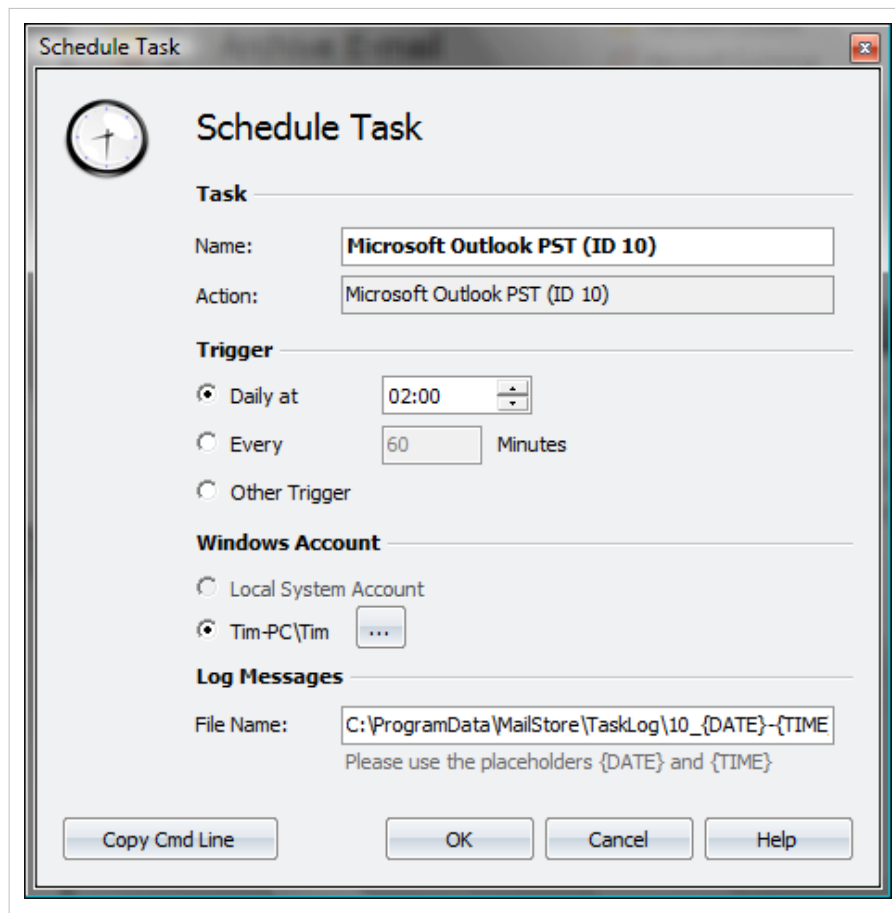 Schedule Task
Archive E-mail
Schedule Task
Task
Name: Microsoft Outlook PST (ID 10)
Action: Microsoft Outlook PST (ID 10)
Trigger
Daily at 02:00
Every 60 Minutes
Other Trigger
Windows Account
Local System Account
Tim-PC\Tim ...
Log Messages
File Name: C:\ProgramData\MailStore\TaskLog\10_{DATE}-{TIME
Please use the placeholders {DATE} and {TIME}
Copy Cmd Line OK Cancel Help